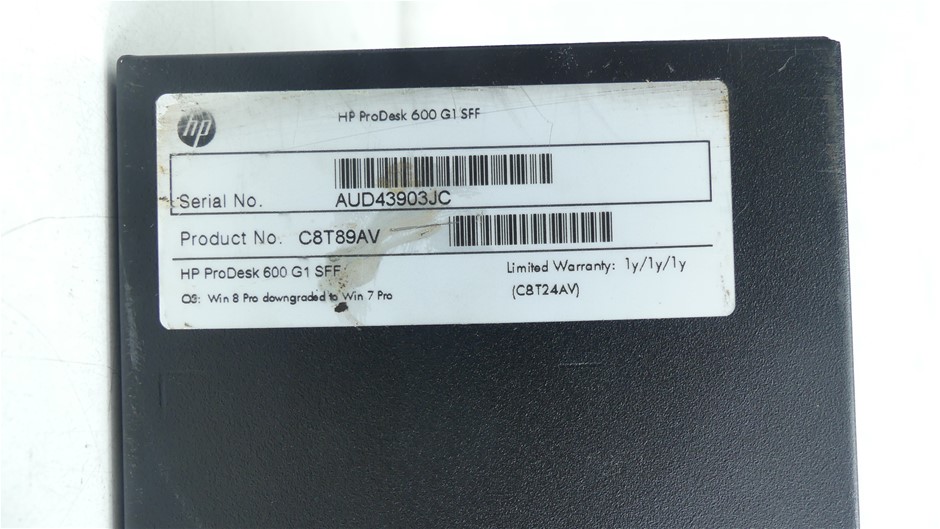 hp
HP ProDesk 600 G1 SFF
Serial No. AUD43903JC
Product No. C8T89AV
HP ProDesk 600 G1 SFF
Limited Warranty: 1y/1y/1y
OS: Win 8 Pro downgraded to Win 7 Pro
(C8T24AV)